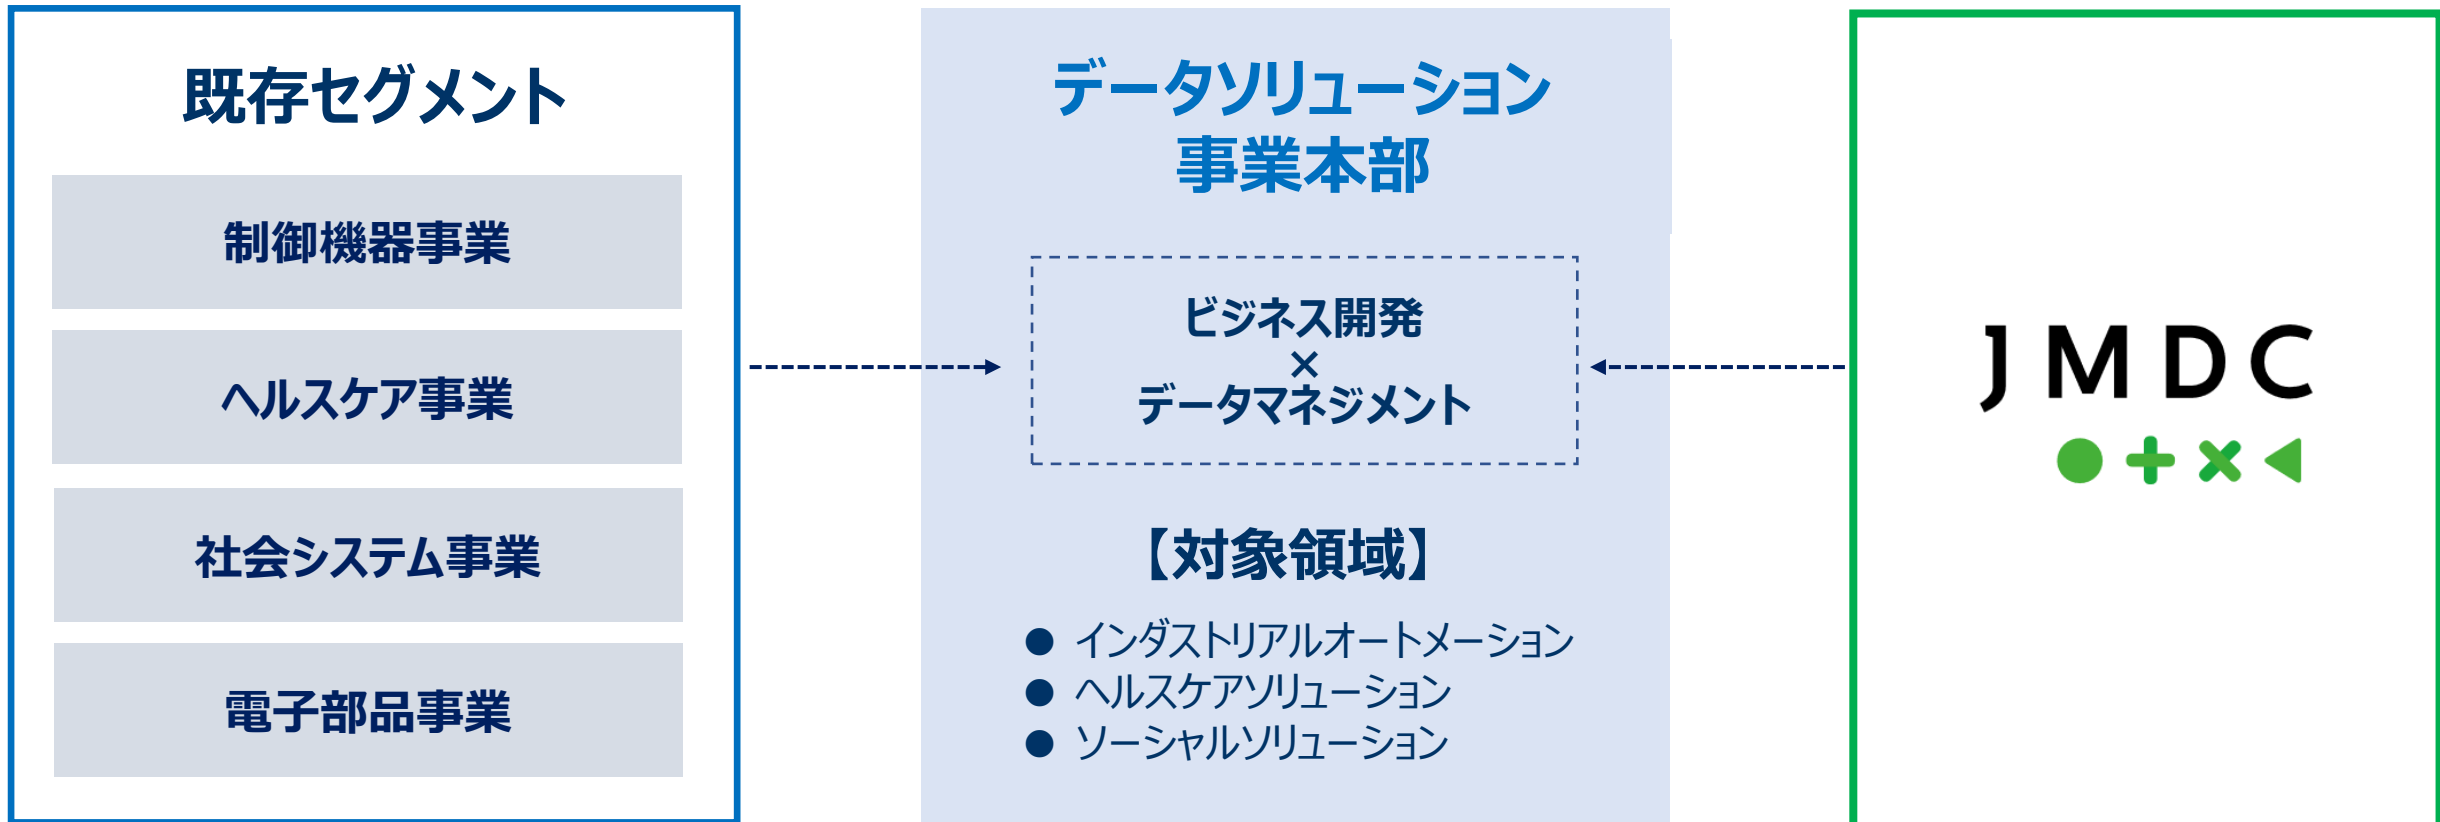 既存セグメント
制御機器事業
ヘルスケア事業
社会システム事業
電子部品事業
データソリューション
事業本部
ビジネス開発
×
データマネジメント
【対象領域】
● インダストリアルオートメーション
● ヘルスケアソリューション
● ソーシャルソリューション
JMDC